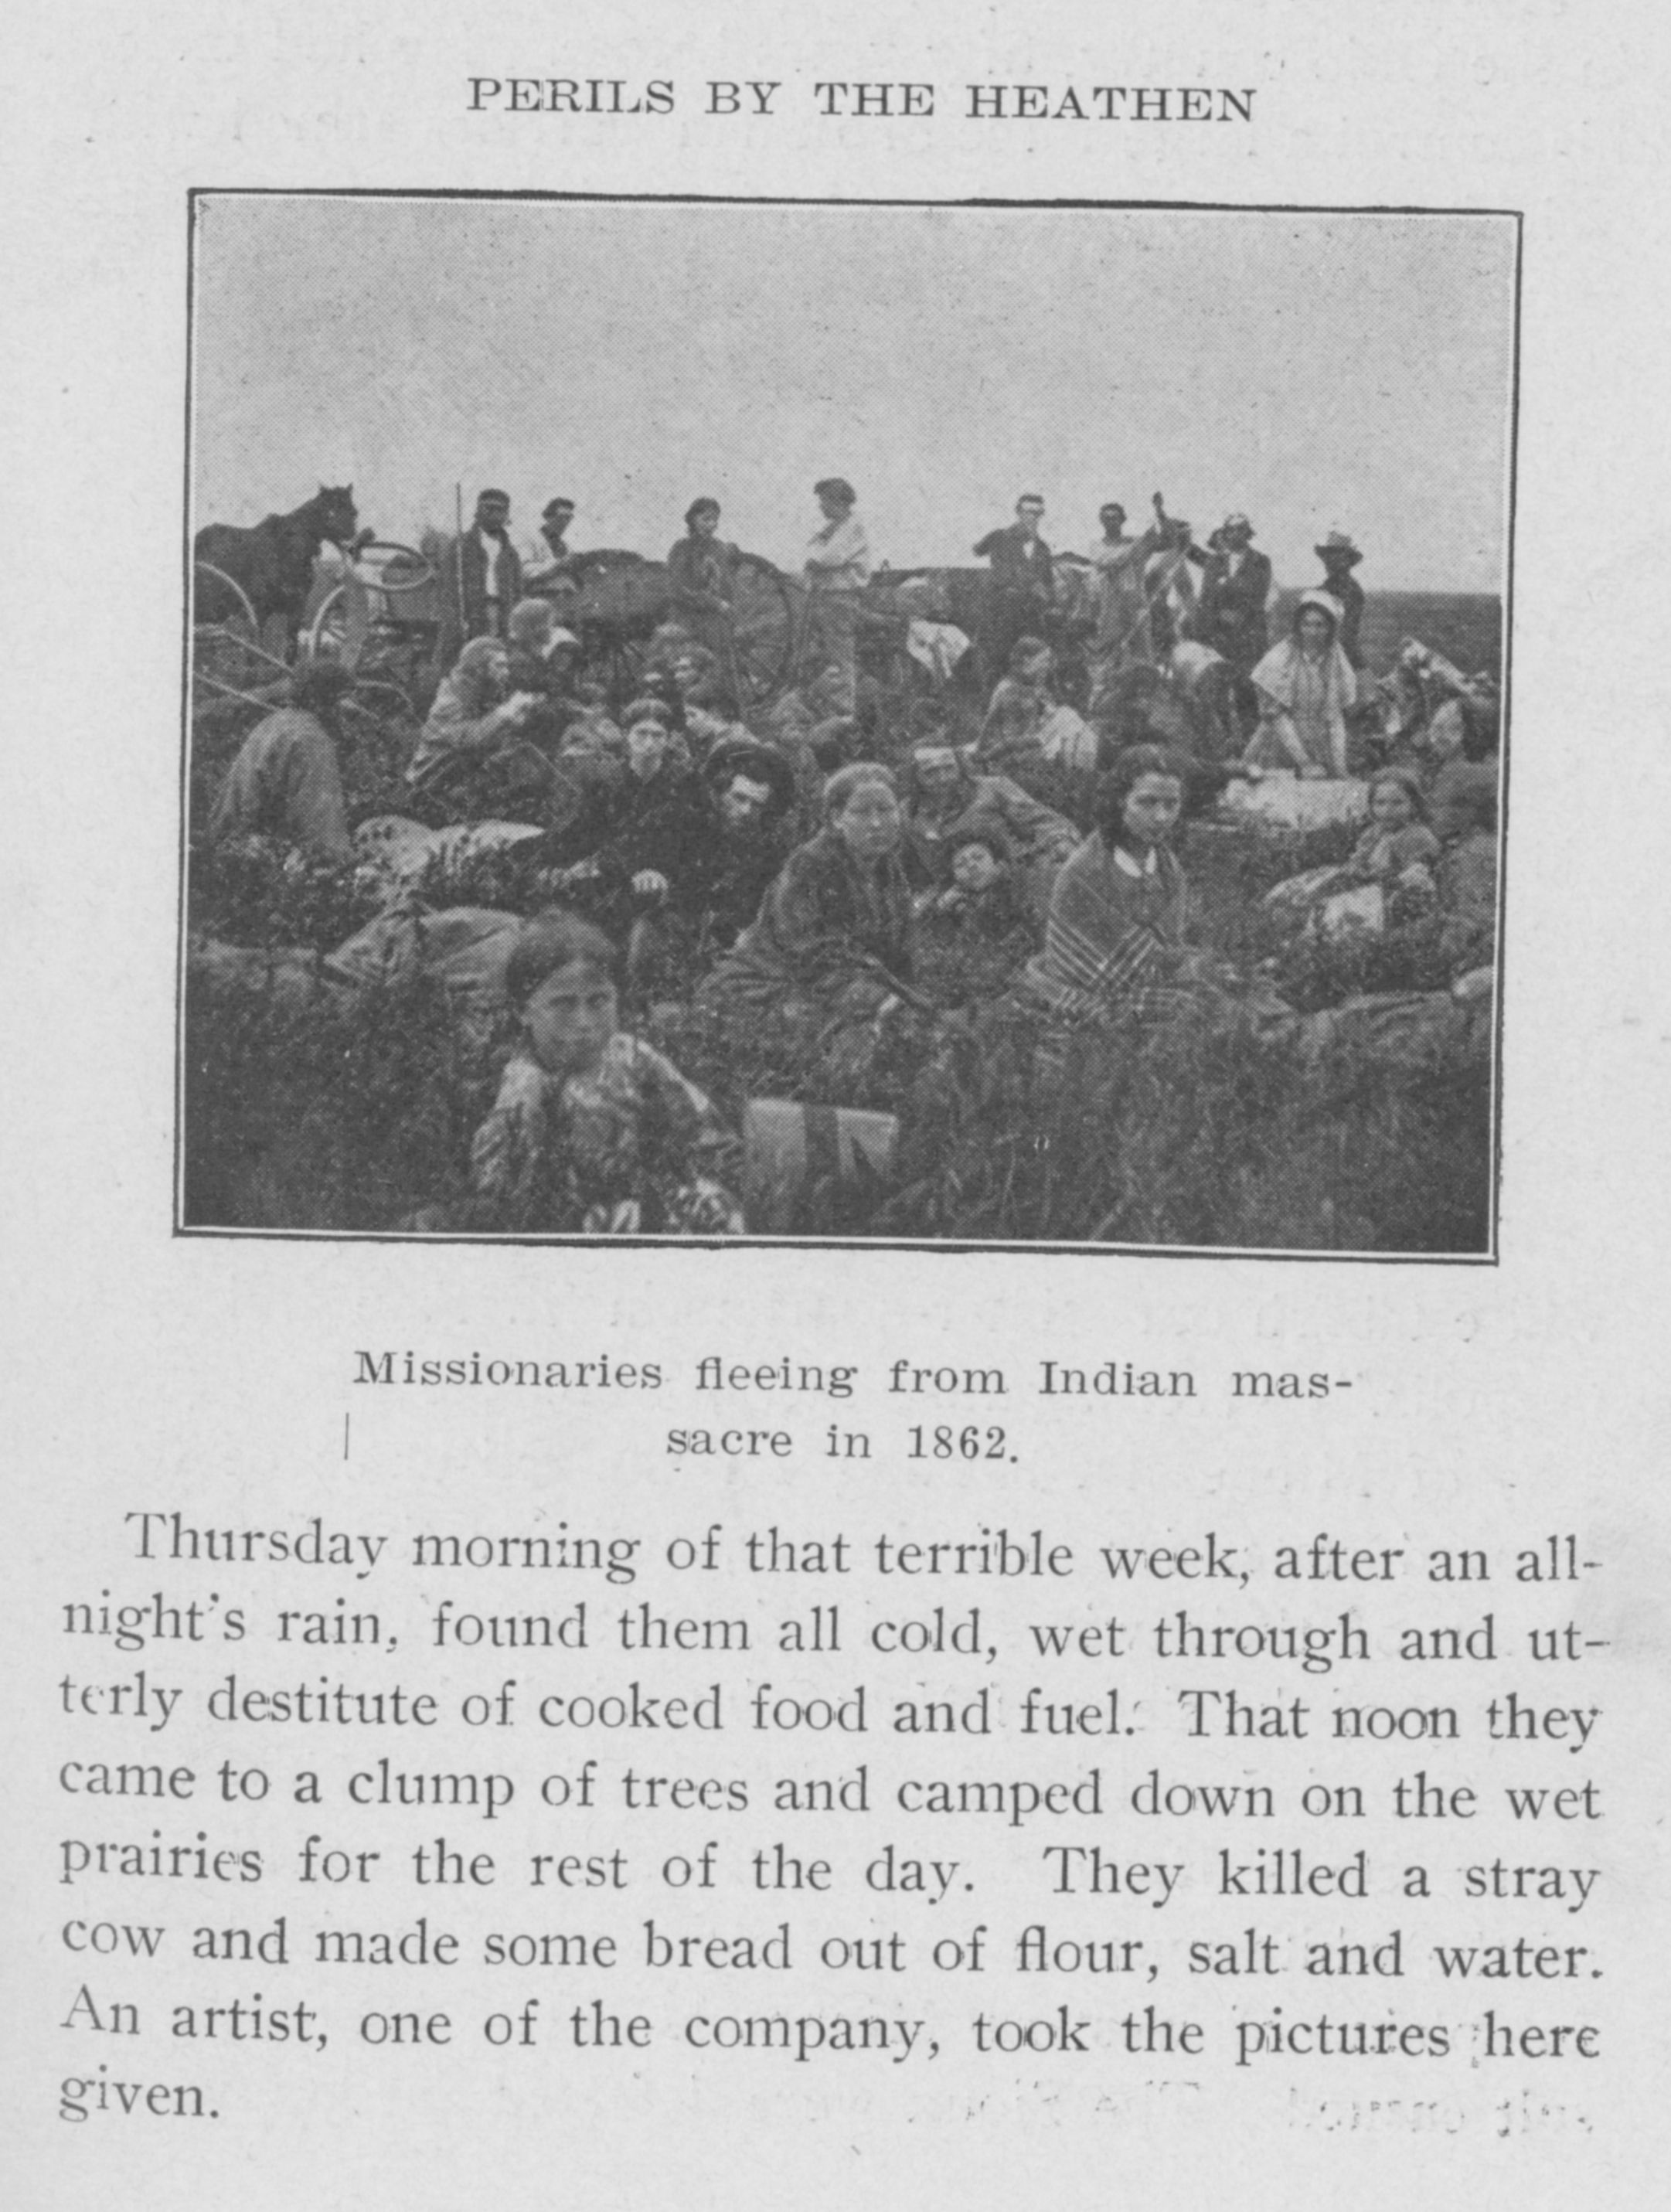 PERILS BY THE HEATHEN
Missionaries fleeing from Indian mas-
sacre in 1862.
Thursday morning of that terrible week, after an all-
night's rain, found them all cold, wet through and ut-
terly destitute of cooked food and fuel. That noon they
came to a clump of trees and camped down on the wet
prairies for the rest of the day. They killed a stray
cow and made some bread out of flour, salt and water.
An artist, one of the company, took the pictures here
given.